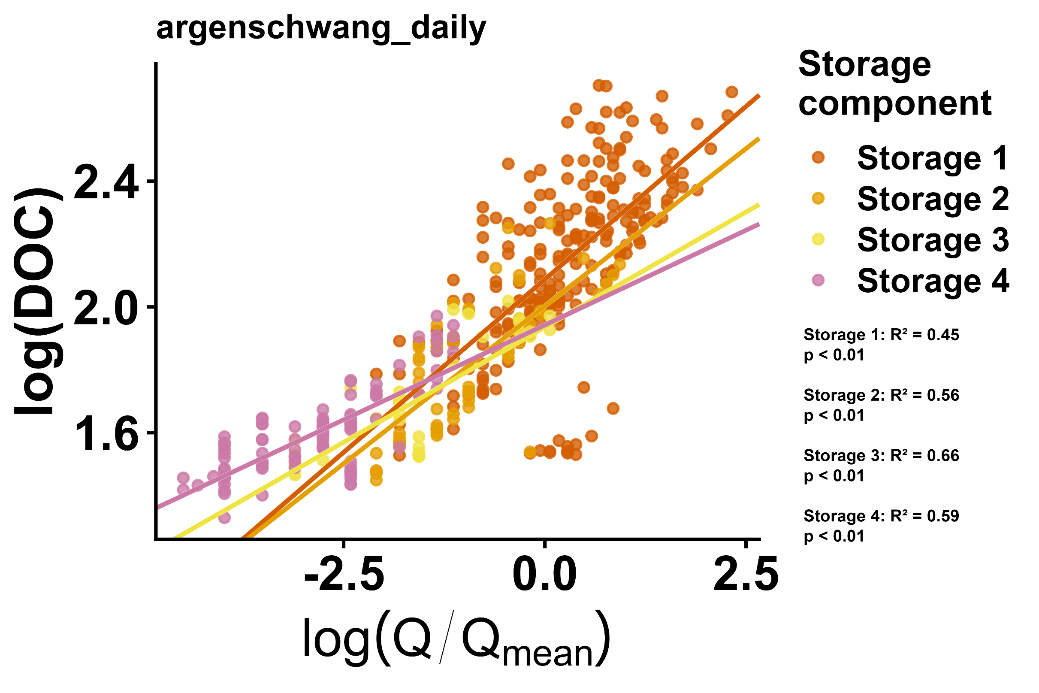 argenschwang_daily
log(DOC)
2.4
2.0
1.6
-2.5
0.0
2.5
log(Q/Qmean)
Storage
component
Storage 1
Storage 2
Storage 3
Storage 4
Storage 1: R² = 0.45
p < 0.01
Storage 2: R² = 0.56
p < 0.01
Storage 3: R² = 0.66
p < 0.01
Storage 4: R² = 0.59
p < 0.01